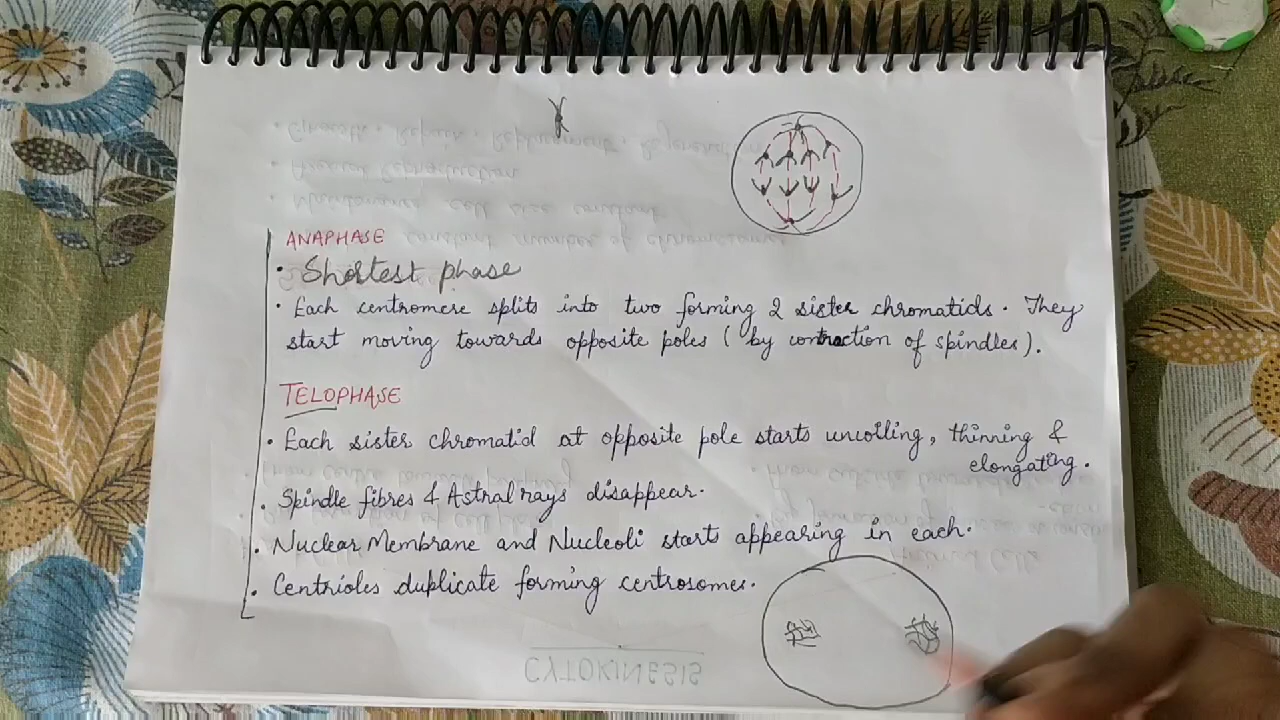 ANAPHASE
• Shortest phase
• Each centromere splits into two forming 2 sister chromatids. They
start moving towards opposite poles (by contraction of spindles).
TELOPHASE
• Each sister chromatid at opposite pole starts uncoiling, thinning &
elongating.
• Spindle fibres & Astral rays disappear.
• Nuclear Membrane and Nucleoli starts appearing in each.
• Centrioles duplicate forming centrosomes.
CYTOKINESIS